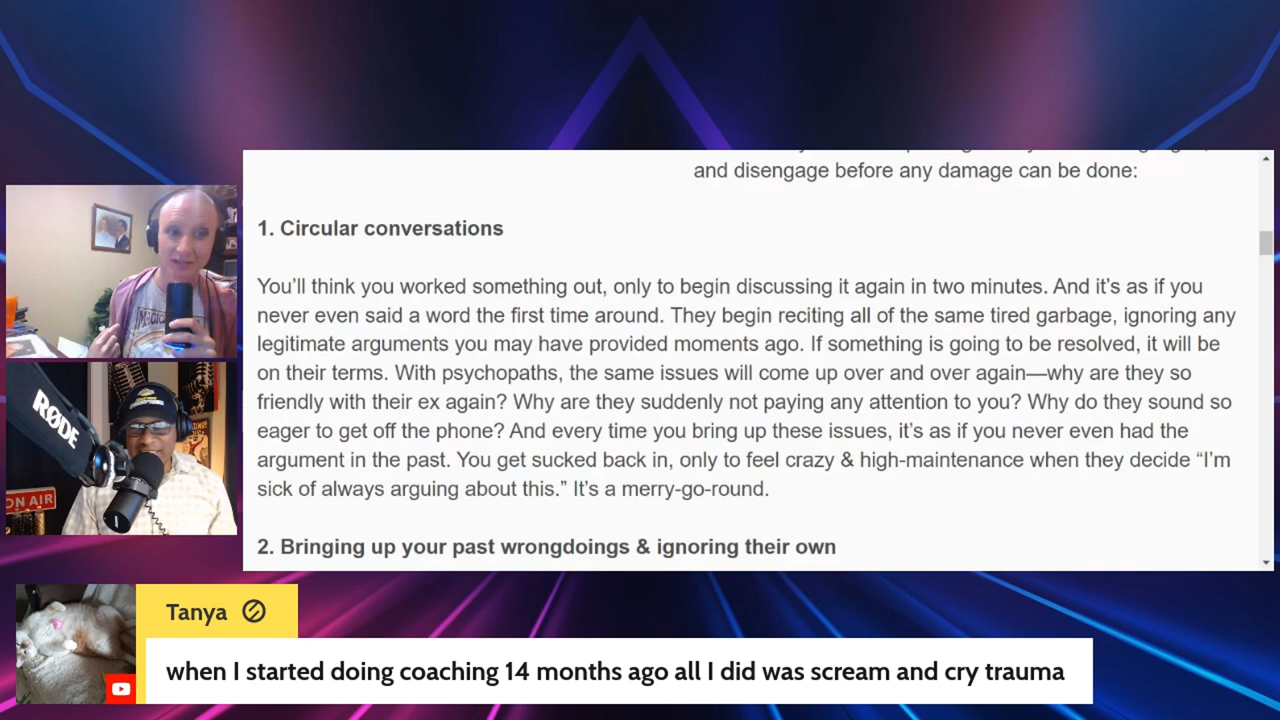 and disengage before any damage can be done:
1. Circular conversations
You’ll think you worked something out, only to begin discussing it again in two minutes. And it’s as if you
never even said a word the first time around. They begin reciting all of the same tired garbage, ignoring any
legitimate arguments you may have provided moments ago. If something is going to be resolved, it will be
on their terms. With psychopaths, the same issues will come up over and over again—why are they so
friendly with their ex again? Why are they suddenly not paying any attention to you? Why do they sound so
eager to get off the phone? And every time you bring up these issues, it’s as if you never even had the
argument in the past. You get sucked back in, only to feel crazy & high-maintenance when they decide “I’m
sick of always arguing about this.” It’s a merry-go-round.
2. Bringing up your past wrongdoings & ignoring their own
RØDE
ON AIR
Tanya
when I started doing coaching 14 months ago all I did was scream and cry trauma